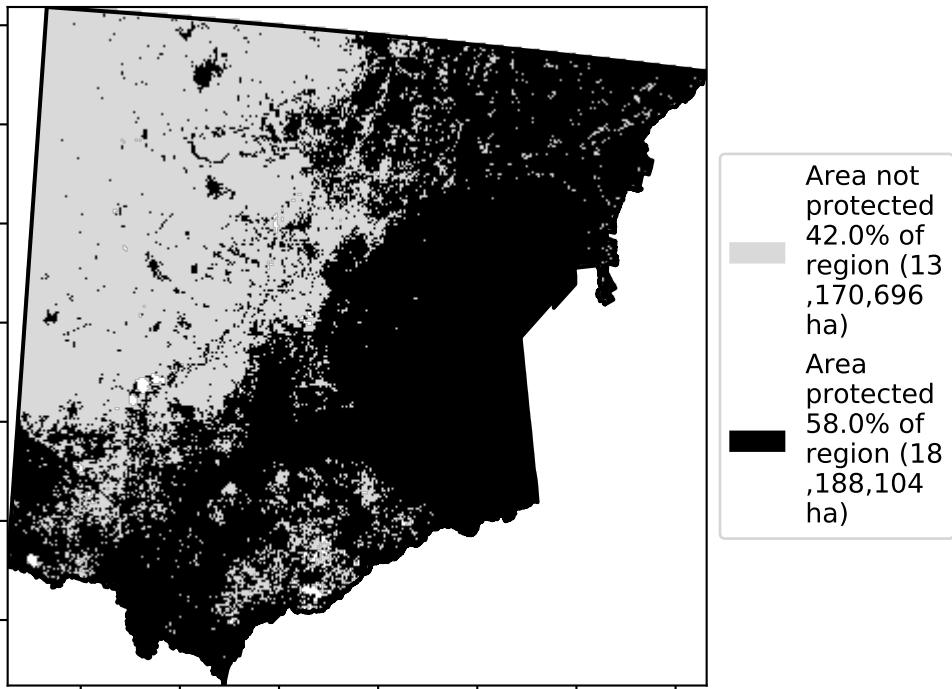 Area not
protected
42.0% of
region (13
,170,696
ha)
Area
protected
58.0% of
region (18
,188,104
ha)